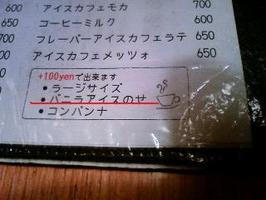 600 アイスカフェモカ 700
コーヒーミルク 600
500 フレーバーアイスカフェラテ 650
550 アイスカフェメッツォ 650
+100yenで出来ます
•ラージサイズ
•バニラアイスのせ
•コンパンナ